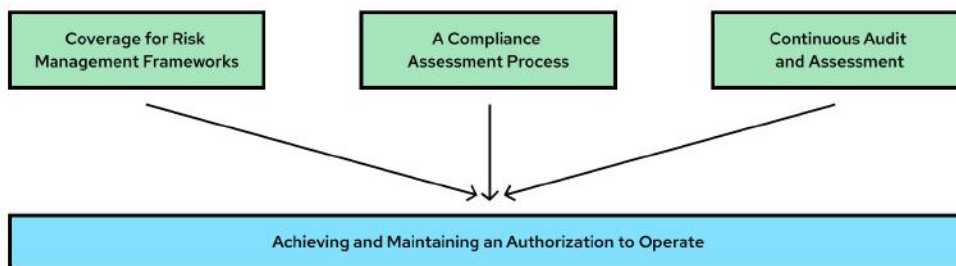 Coverage for Risk
Management Frameworks
A Compliance
Assessment Process
Continuous Audit
and Assessment
Achieving and Maintaining an Authorization to Operate